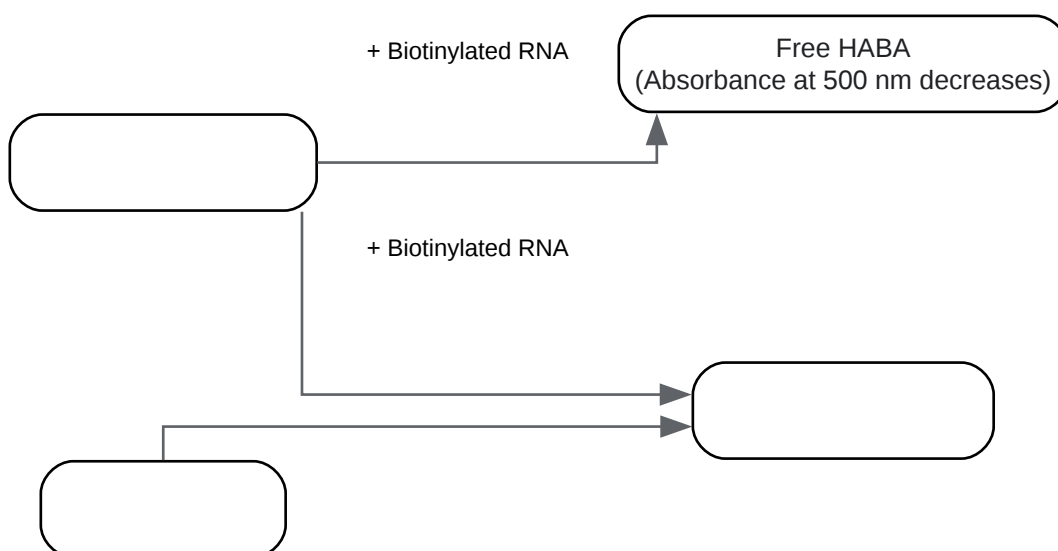 + Biotinylated RNA
Free HABA
(Absorbance at 500 nm decreases)
+ Biotinylated RNA